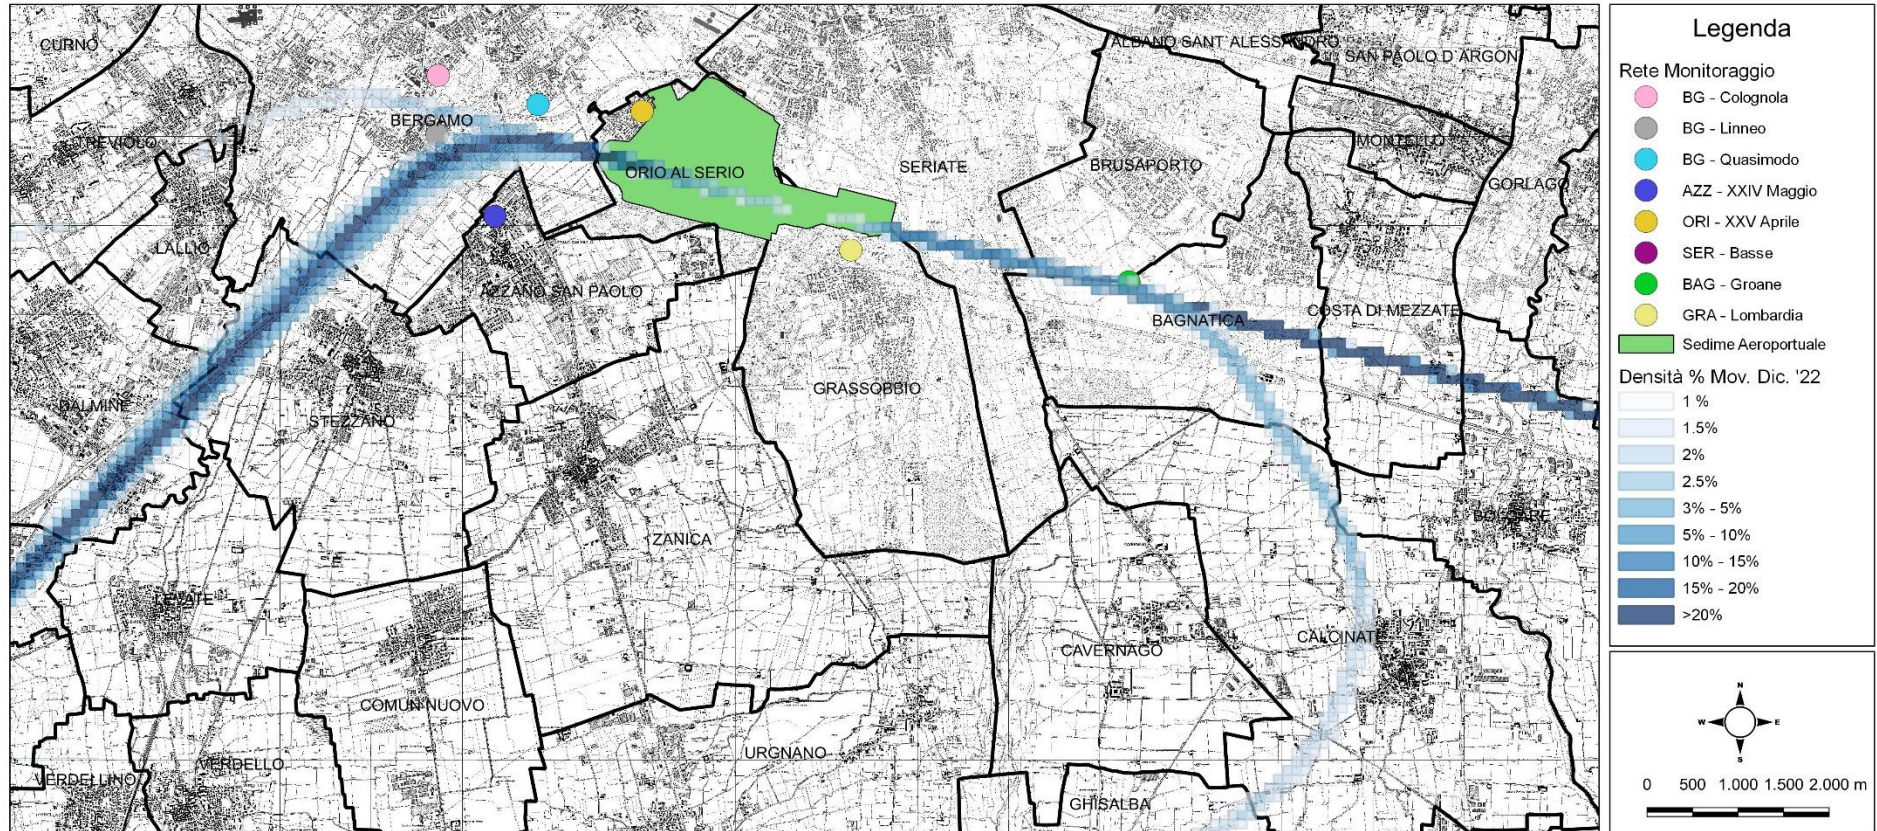 CURNO
ALBANO SANT'ALESSANDRO
SAN PAOLO D'ARGON
BERGAMO
TREVIOLO
MONTELLO
BRUSAPORTO
SERIATE
ORIO AL SERIO
GORLAGO
LALLIO
AZZANO SAN PAOLO
COSTA DI MEZZATE
BAGNATICA
GRASSOBBIO
DALMINE
STEZZANO
BOLGARE
ZANICA
LEVATE
CALCINATE
CAVERNAGO
COMUN NUOVO
URGNANO
VERDELLO
VERDELLINO
GHISALBA
Legenda
Rete Monitoraggio
BG - Colognola
BG - Linneo
BG - Quasimodo
AZZ - XXIV Maggio
ORI - XXV Aprile
SER - Basse
BAG - Groane
GRA - Lombardia
Sedime Aeroportuale
Densità % Mov. Dic. '22
1 %
1.5%
2%
2.5%
3% - 5%
5% - 10%
10% - 15%
15% - 20%
>20%
N
W E
S
0 500 1.000 1.500 2.000 m